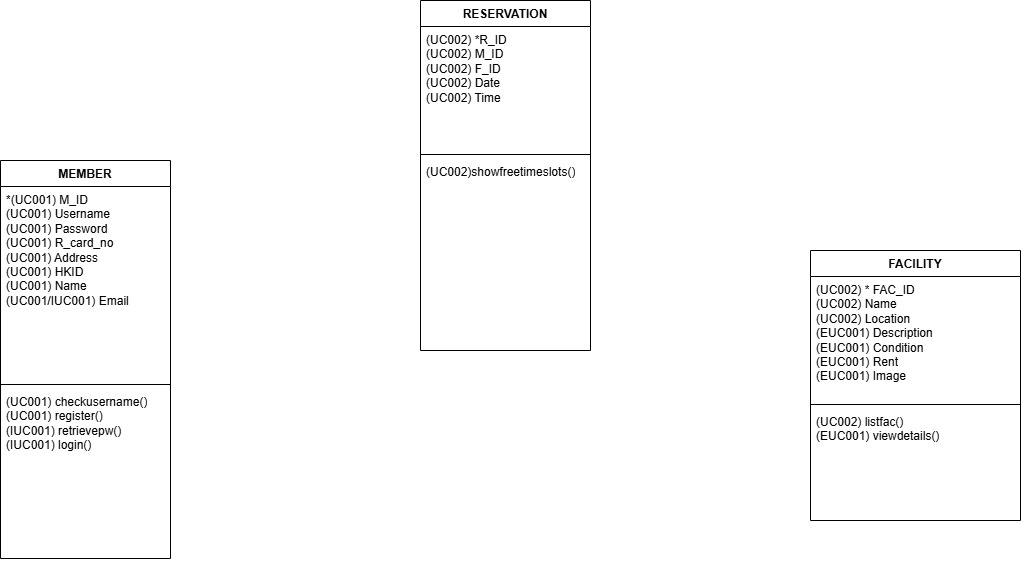 RESERVATION
(UC002) *R_ID
(UC002) M_ID
(UC002) F_ID
(UC002) Date
(UC002) Time
(UC002)showfreetimeslots()
MEMBER
*(UC001) M_ID
(UC001) Username
(UC001) Password
(UC001) R_card_no
(UC001) Address
(UC001) HKID
(UC001) Name
(UC001/IUC001) Email
(UC001) checkusername()
(UC001) register()
(IUC001) retrievepw()
(IUC001) login()
FACILITY
(UC002) * FAC_ID
(UC002) Name
(UC002) Location
(EUC001) Description
(EUC001) Condition
(EUC001) Rent
(EUC001) Image
(UC002) listfac()
(EUC001) viewdetails()